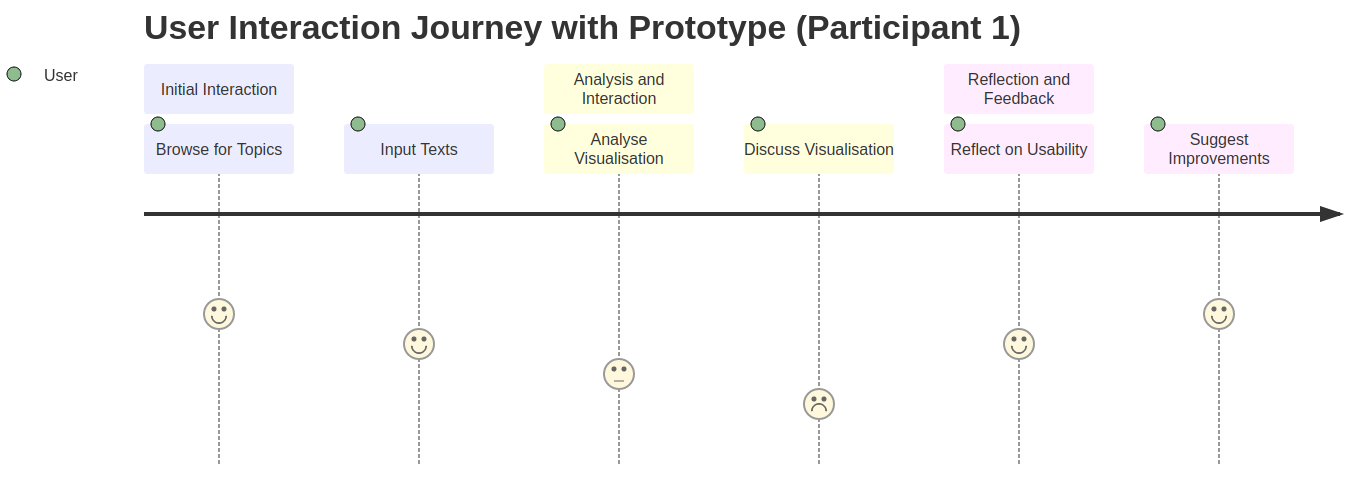 User Interaction Journey with Prototype (Participant 1)
User
Initial Interaction
Analysis and
Interaction
Reflection and
Feedback
Browse for Topics
Input Texts
Analyse
Visualisation
Discuss Visualisation
Reflect on Usability
Suggest
Improvements